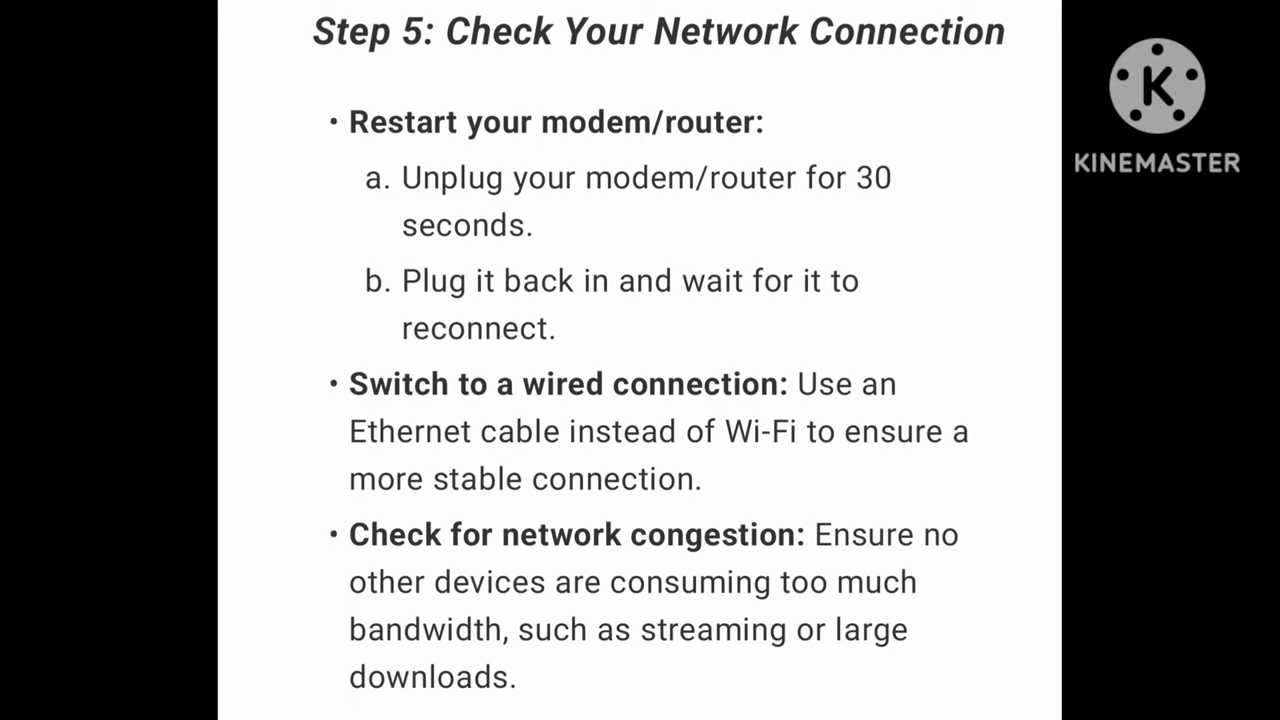 Step 5: Check Your Network Connection
• Restart your modem/router:
a. Unplug your modem/router for 30
seconds.
b. Plug it back in and wait for it to
reconnect.
• Switch to a wired connection: Use an
Ethernet cable instead of Wi-Fi to ensure a
more stable connection.
• Check for network congestion: Ensure no
other devices are consuming too much
bandwidth, such as streaming or large
downloads.
K
KINEMASTER